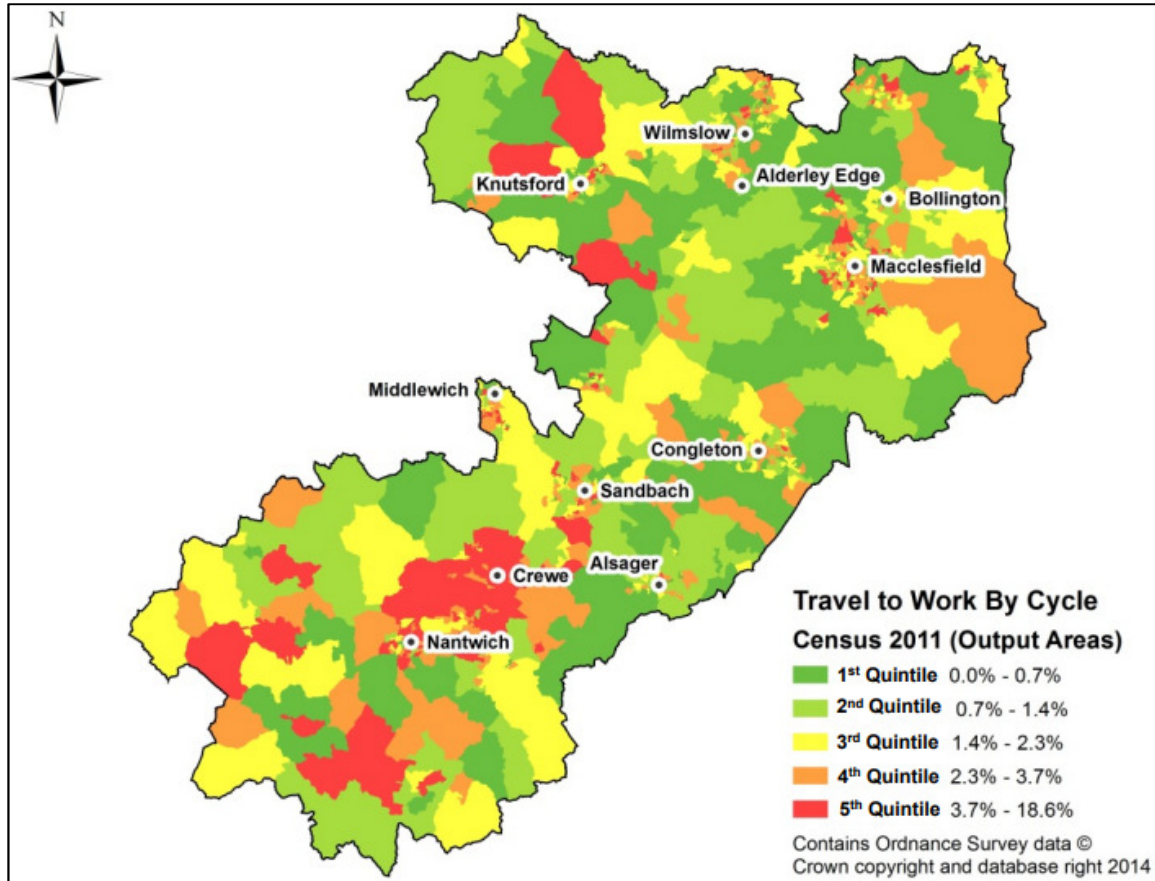 N
Wilmslow
Knutsford
Alderley Edge
Bollington
Macclesfield
Middlewich
Congleton
Sandbach
Crewe
Alsager
Nantwich
Travel to Work By Cycle
Census 2011 (Output Areas)
1st Quintile 0.0% - 0.7%
2nd Quintile 0.7% - 1.4%
3rd Quintile 1.4% - 2.3%
4th Quintile 2.3% - 3.7%
5th Quintile 3.7% - 18.6%
Contains Ordnance Survey data ©
Crown copyright and database right 2014